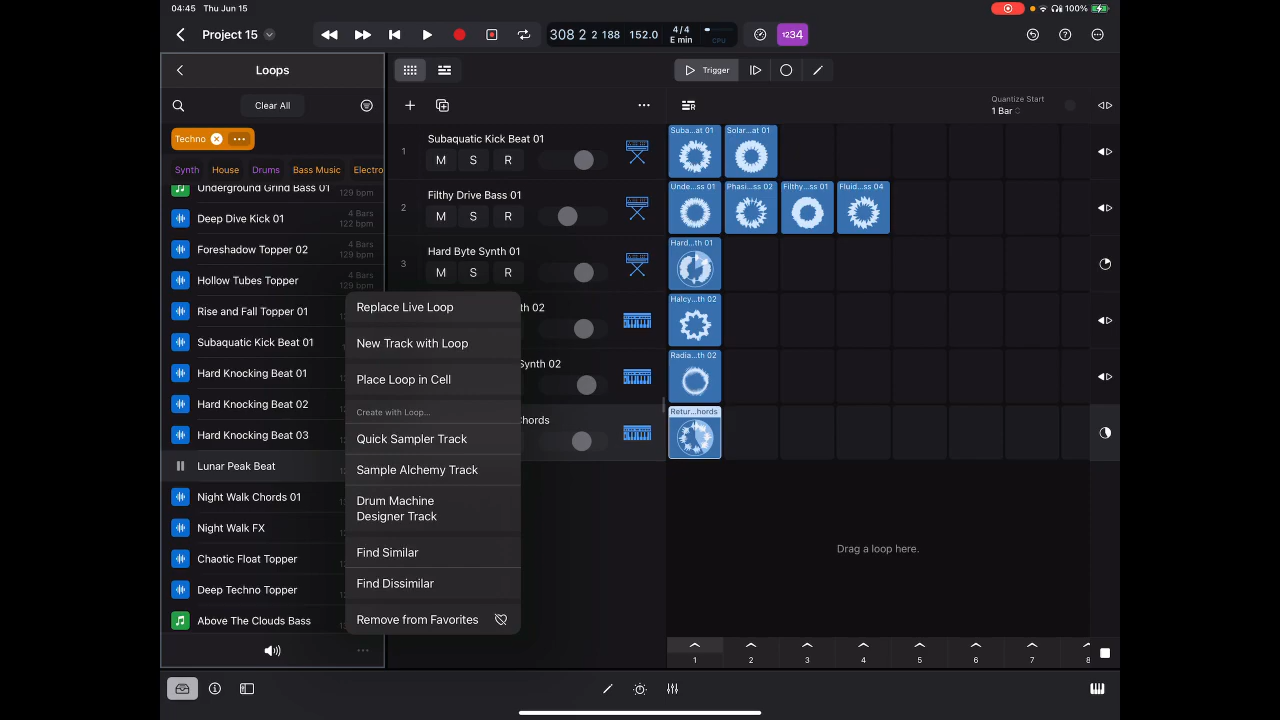 04:45 Thu Jun 15
100%
Project 15
308 2 2 188
152.0
4/4
E min
CPU
1234
Loops
Trigger
Clear All
Quantize Start
1 Bar
Techno
Synth House Drums Bass Music Electro
Underground Grind Bass 01
129 bpm
Deep Dive Kick 01
4 Bars
122 bpm
Foreshadow Topper 02
4 Bars
129 bpm
Hollow Tubes Topper
4 Bars
129 bpm
Rise and Fall Topper 01
Subaquatic Kick Beat 01
Hard Knocking Beat 01
Hard Knocking Beat 02
Hard Knocking Beat 03
Lunar Peak Beat
Night Walk Chords 01
Night Walk FX
Chaotic Float Topper
Deep Techno Topper
Above The Clouds Bass
Replace Live Loop
New Track with Loop
Place Loop in Cell
Create with Loop...
Quick Sampler Track
Sample Alchemy Track
Drum Machine
Designer Track
Find Similar
Find Dissimilar
Remove from Favorites
1
Subaquatic Kick Beat 01
M S R
2
Filthy Drive Bass 01
M S R
3
Hard Byte Synth 01
M S R
th 02
Synth 02
Chords
Suba...at 01
Solar...at 01
Unde...ss 01
Phasi...ss 02
Filthy...ss 01
Fluid...ss 04
Hard...th 01
Halcy...th 02
Radia...th 02
Retur...hords
Drag a loop here.
1 2 3 4 5 6 7 8